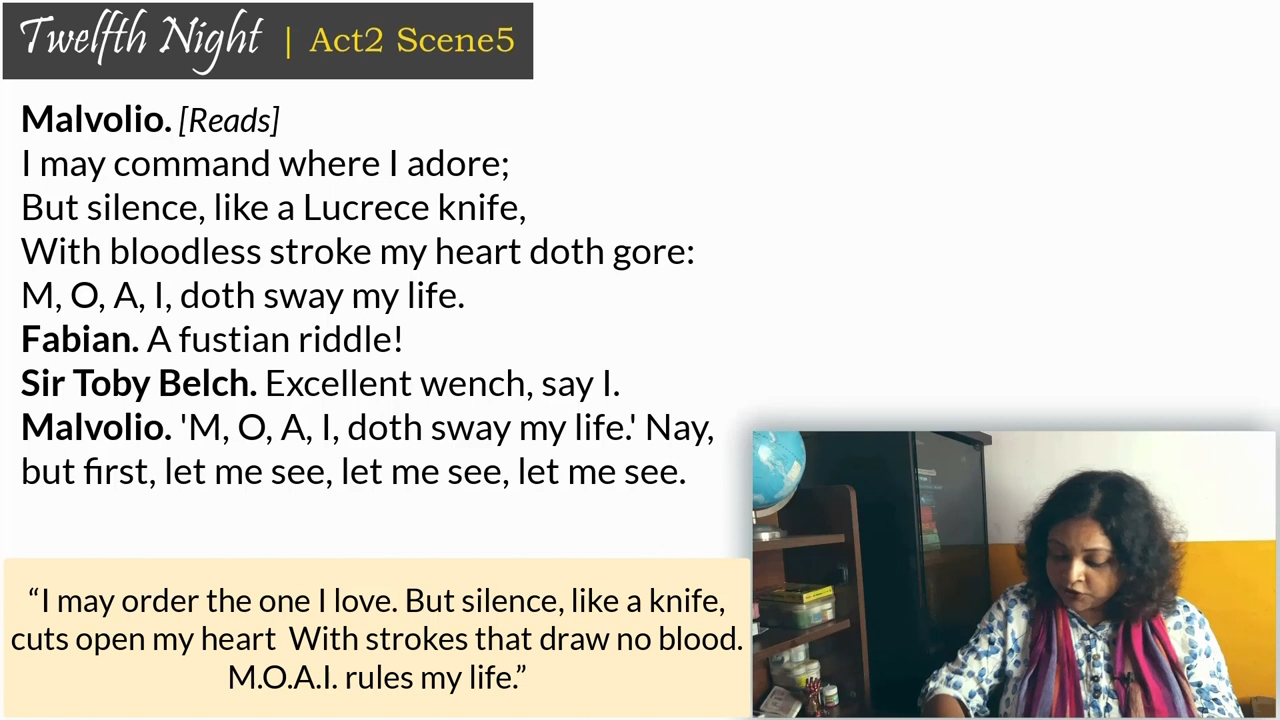 Twelfth Night | Act2 Scene5
Malvolio. [Reads]
I may command where I adore;
But silence, like a Lucrece knife,
With bloodless stroke my heart doth gore:
M, O, A, I, doth sway my life.
Fabian. A fustian riddle!
Sir Toby Belch. Excellent wench, say I.
Malvolio. 'M, O, A, I, doth sway my life.' Nay,
but first, let me see, let me see, let me see.
“I may order the one I love. But silence, like a knife,
cuts open my heart With strokes that draw no blood.
M.O.A.I. rules my life.”